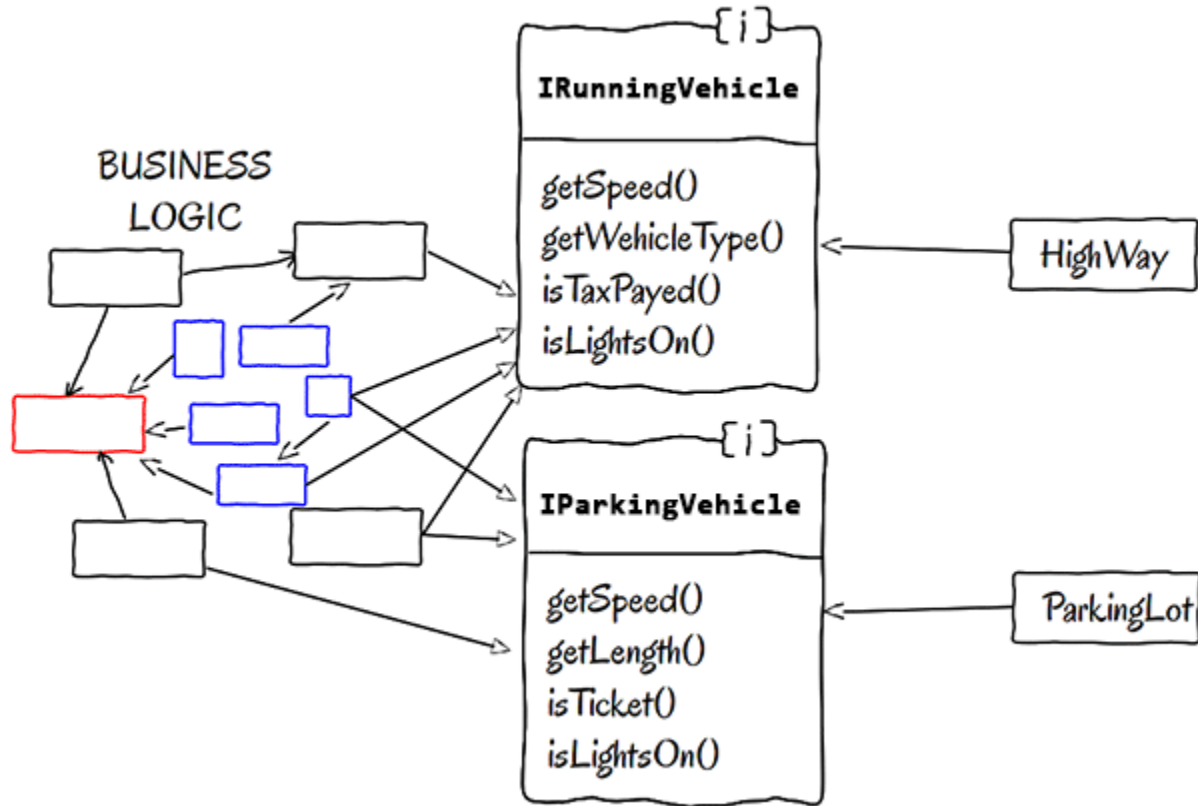 [i]
IRunningVehicle
BUSINESS
LOGIC
getSpeed()
getWehicleType()
isTaxPayed()
isLightsOn()
HighWay
[i]
IParkingVehicle
getSpeed()
getLength()
isTicket()
isLightsOn()
ParkingLot